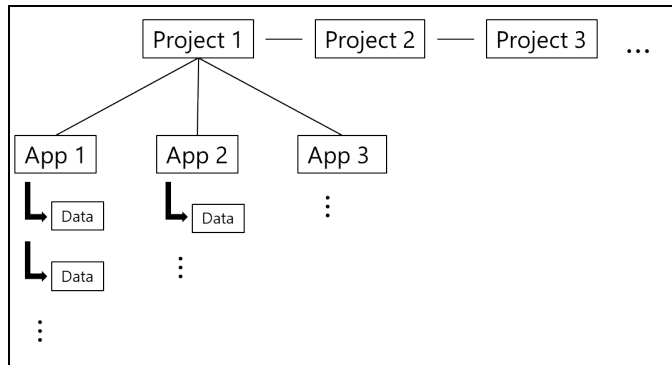 Project 1 Project 2 Project 3 ...
App 1 App 2 App 3
Data Data
Data